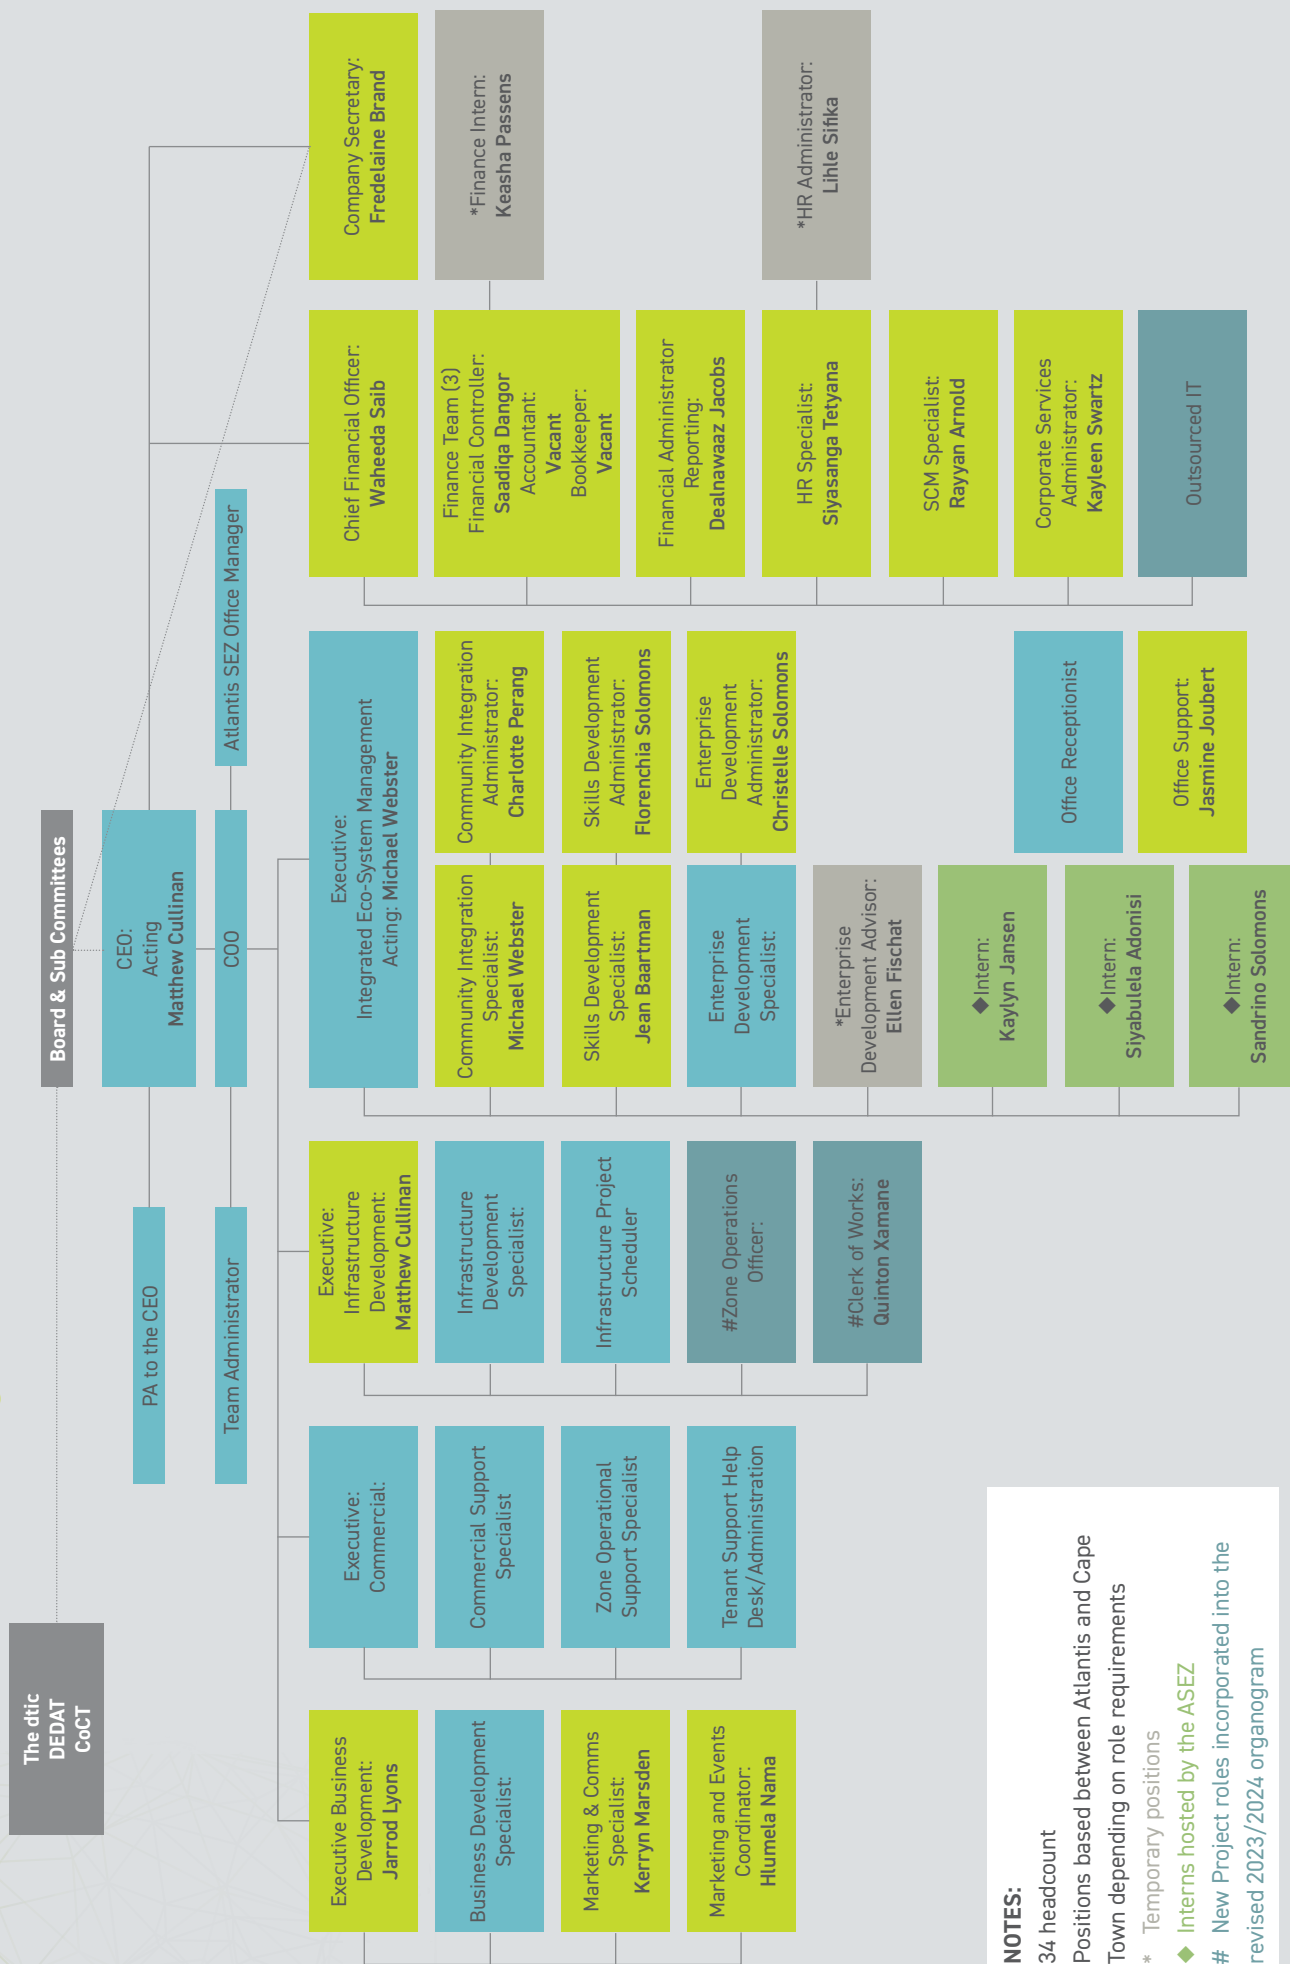 The dtic
DEDAT
CoCT
Board & Sub Committees
CEO:
Acting
Matthew Cullinan
PA to the CEO
COO
Team Administrator
Atlantis SEZ Office Manager
Executive Business
Development:
Jarrod Lyons
Business Development
Specialist:
Marketing & Comms
Specialist:
Kerryn Marsden
Marketing and Events
Coordinator:
Hlumela Nama
Executive:
Commercial:
Commercial Support
Specialist
Zone Operational
Support Specialist
Tenant Support Help
Desk/Administration
Executive:
Infrastructure
Development:
Matthew Cullinan
Infrastructure
Development
Specialist:
Infrastructure Project
Scheduler
#Zone Operations
Officer:
#Clerk of Works:
Quinton Xamane
Executive:
Integrated Eco-System Management
Acting: Michael Webster
Community Integration
Specialist:
Michael Webster
Community Integration
Administrator:
Charlotte Perang
Skills Development
Specialist:
Jean Baartman
Skills Development
Administrator:
Florenchia Solomons
Enterprise
Development
Specialist:
Enterprise
Development
Administrator:
Christelle Solomons
*Enterprise
Development Advisor:
Ellen Fischat
◆Intern:
Kaylyn Jansen
◆Intern:
Siyabulela Adonisi
◆Intern:
Sandrino Solomons
Office Receptionist
Office Support:
Jasmine Joubert
Chief Financial Officer:
Waheeda Saib
Finance Team (3)
Financial Controller:
Saadiqa Dangor
Accountant:
Vacant
Bookkeeper:
Vacant
Financial Administrator
Reporting:
Dealnawaaz Jacobs
HR Specialist:
Siyasanga Tetyana
SCM Specialist:
Rayyan Arnold
Corporate Services
Administrator:
Kayleen Swartz
Outsourced IT
Company Secretary:
Fredelaine Brand
*Finance Intern:
Keasha Passens
*HR Administrator:
Lihle Sifika
NOTES:
34 headcount
Positions based between Atlantis and Cape
Town depending on role requirements
* Temporary positions
◆ Interns hosted by the ASEZ
# New Project roles incorporated into the
revised 2023/2024 organogram